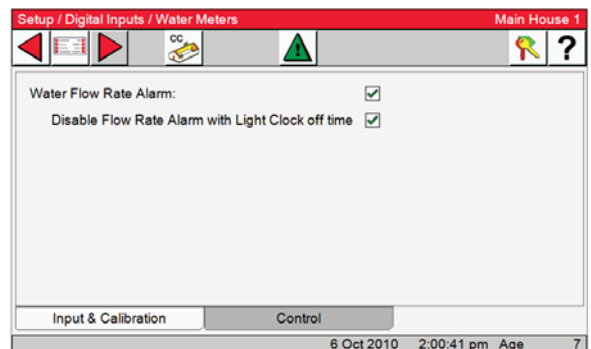 Setup / Digital Inputs / Water Meters Main House 1
CC ?
Water Flow Rate Alarm:
Disable Flow Rate Alarm with Light Clock off time
Input & Calibration Control
6 Oct 2010 2:00:41 pm Age 7